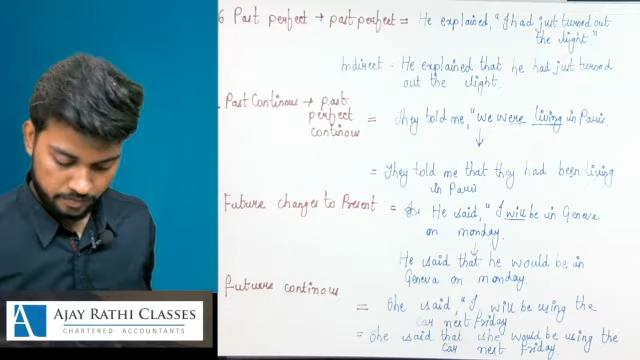 6 Past perfect → past perfect = He explained, "I had just turned out
the light."
Indirect - He explained that he had just turned
out the light.
Past Continous → past
perfect
continous = They told me, "we were living in Paris.
= They told me that they had been living
in Paris
Future changes to Present = He said, "I will be in Geneva
on monday.
He said that he would be in
Geneva on monday.
Future continous
= She said, "I will be using the
car next Friday
= She said that she would be using the
car next Friday.
AJAY RATHI CLASSES
CHARTERED ACCOUNTANTS